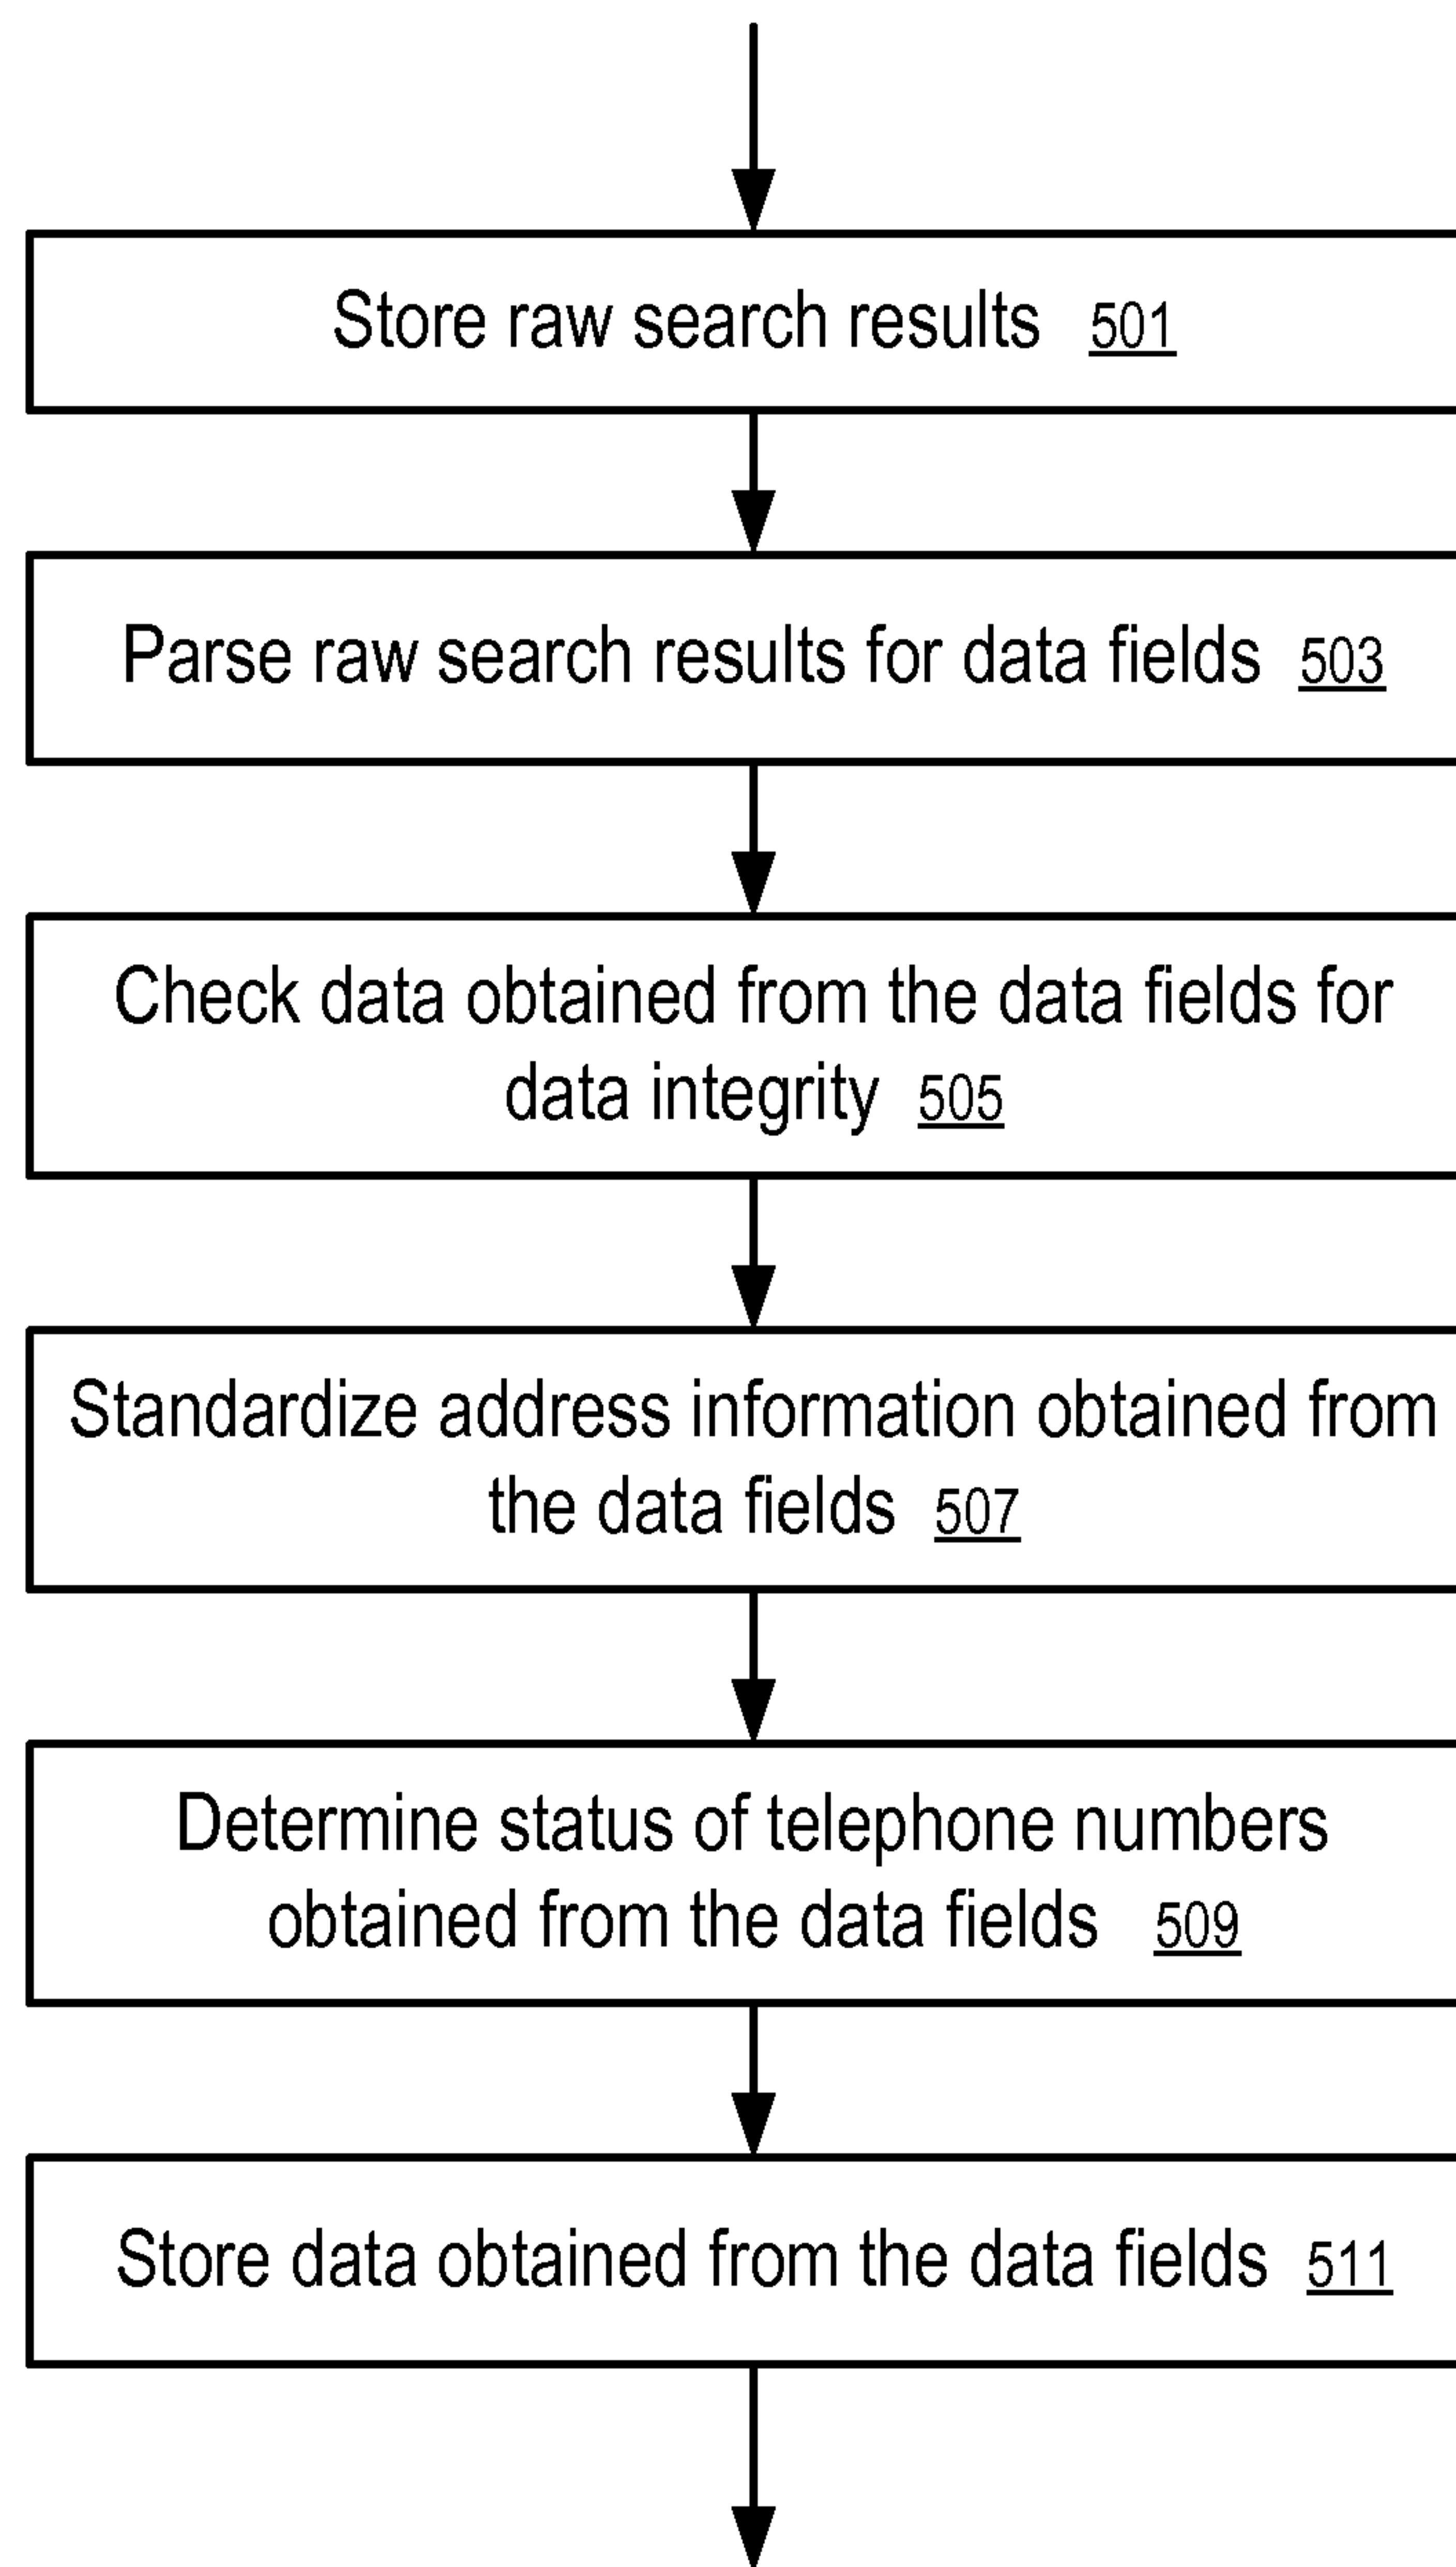 Store raw search results 501
Parse raw search results for data fields 503
Check data obtained from the data fields for
data integrity 505
Standardize address information obtained from
the data fields 507
Determine status of telephone numbers
obtained from the data fields 509
Store data obtained from the data fields 511